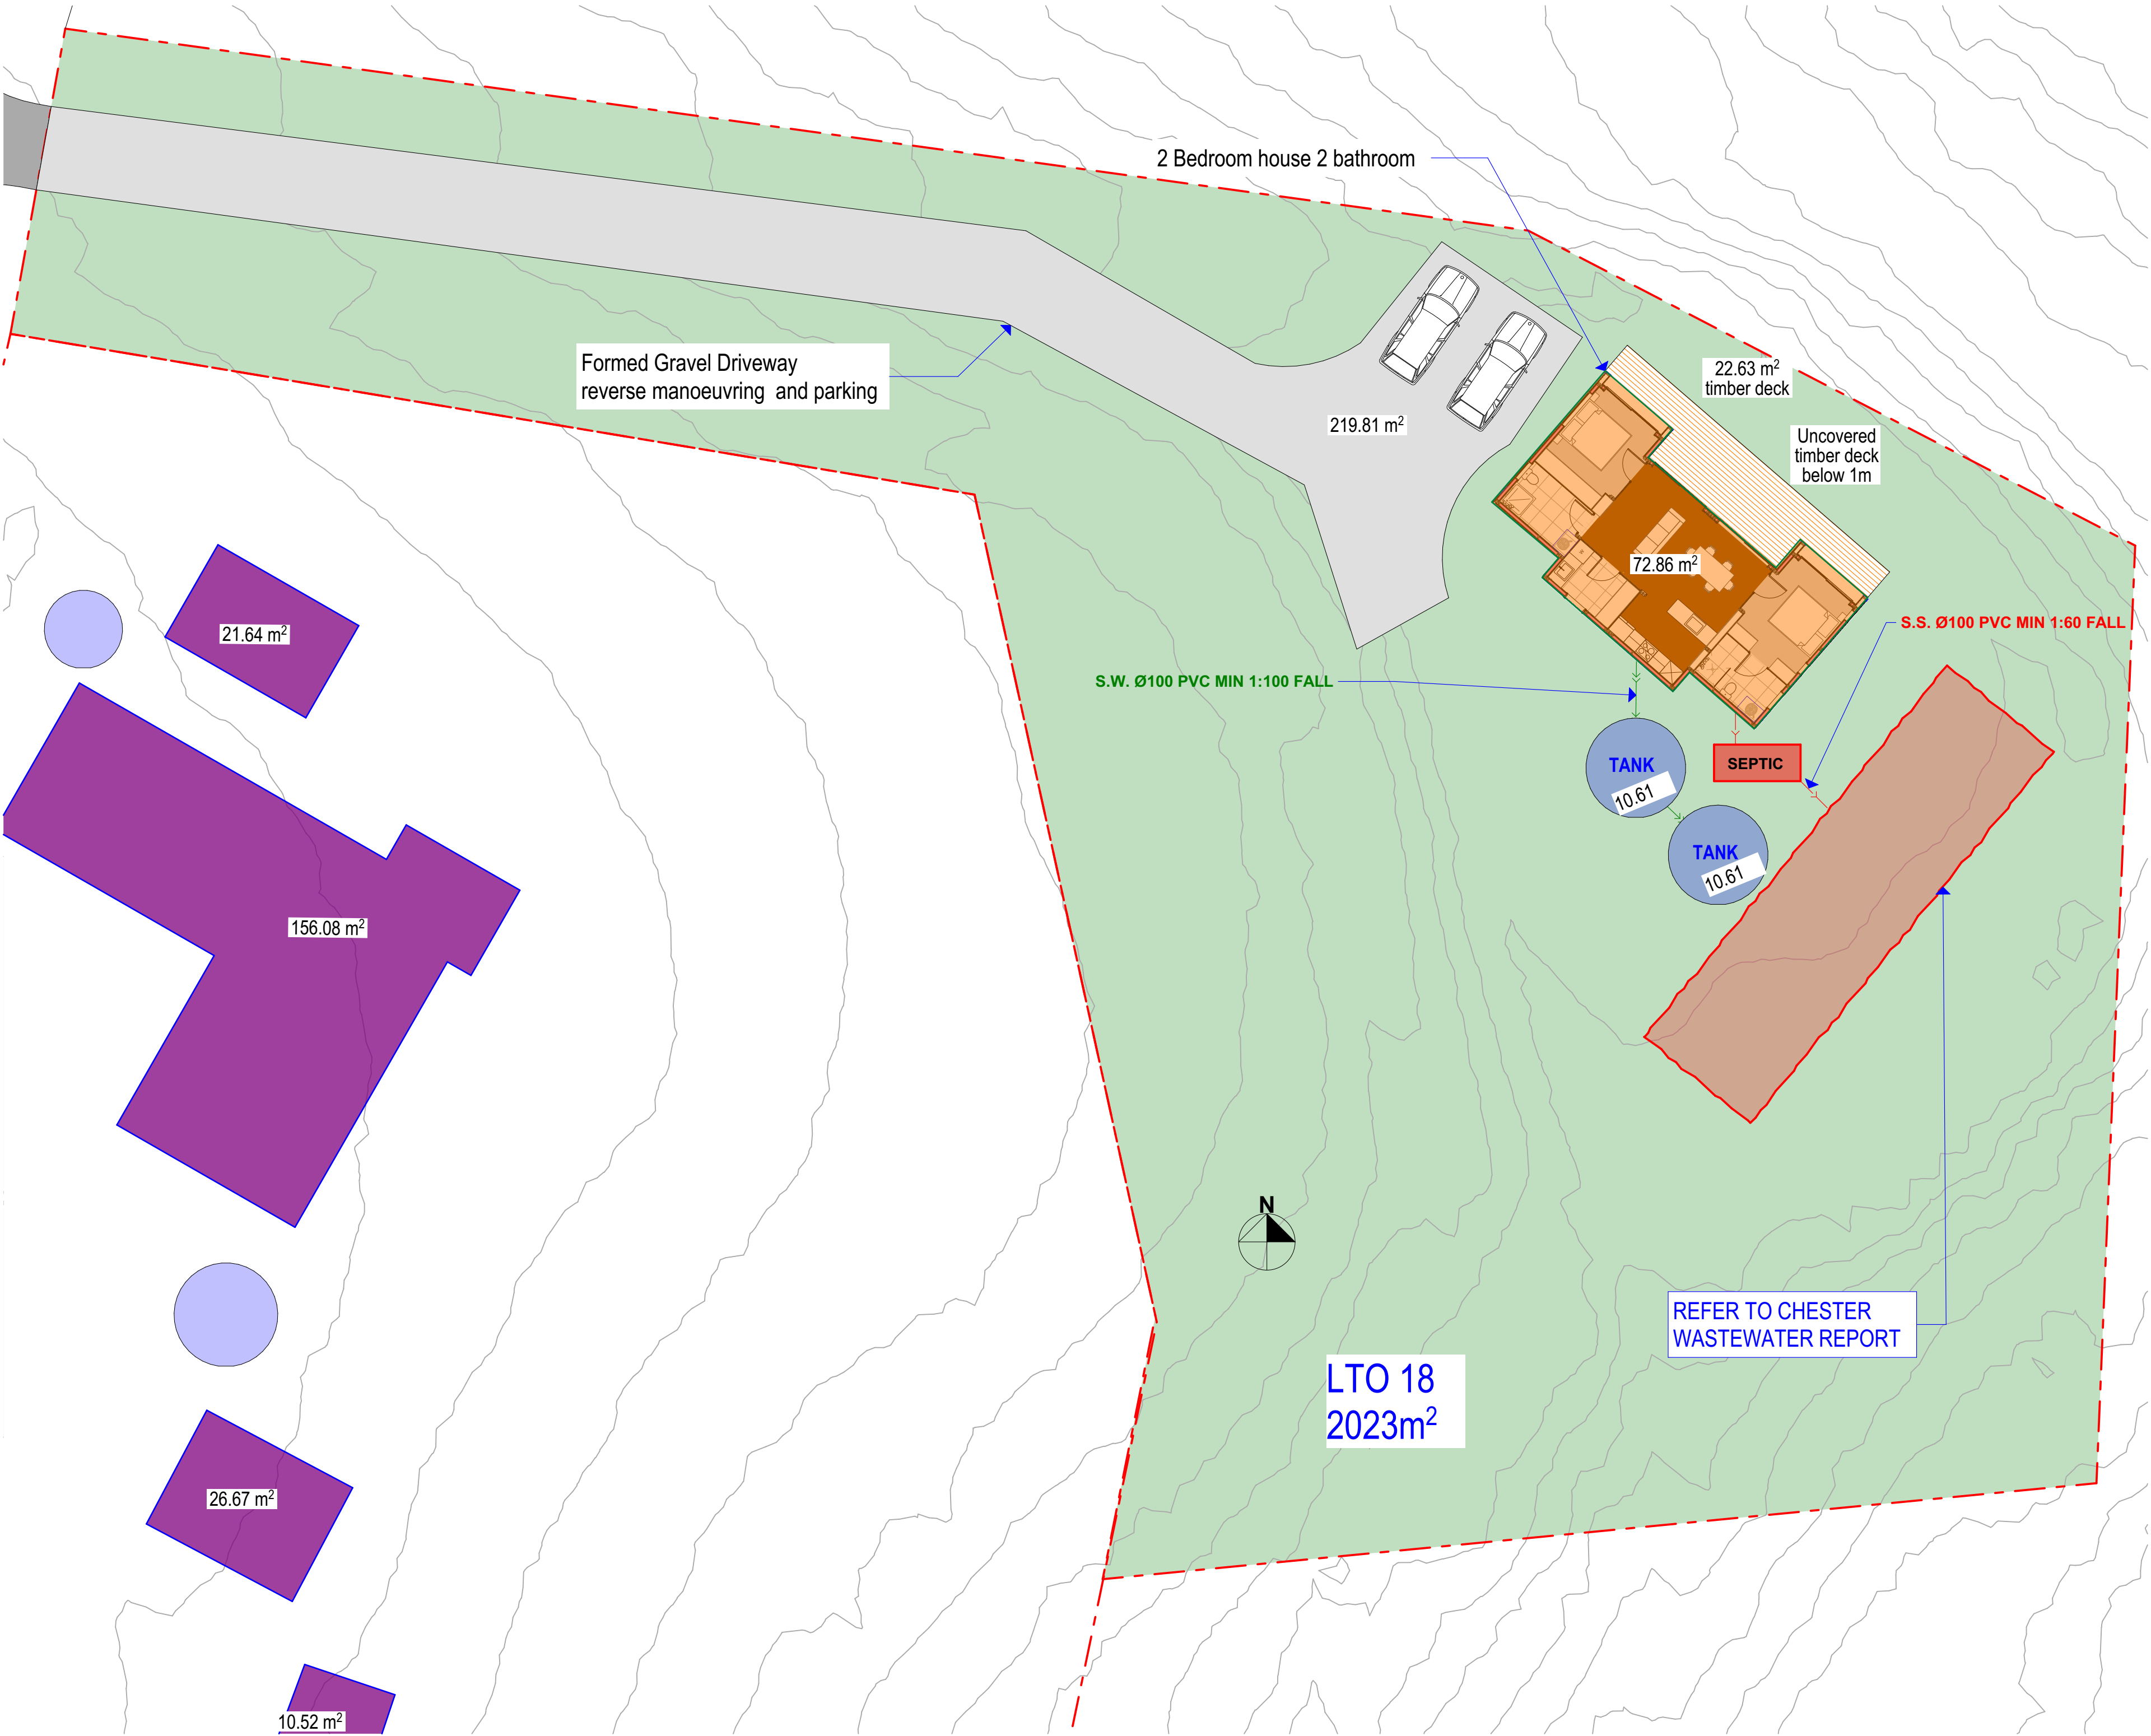 2 Bedroom house 2 bathroom
Formed Gravel Driveway
reverse manoeuvring and parking
22.63 m²
timber deck
219.81 m²
Uncovered
timber deck
below 1m
72.86 m²
S.S. Ø100 PVC MIN 1:60 FALL
21.64 m²
S.W. Ø100 PVC MIN 1:100 FALL
TANK
10.61
SEPTIC
TANK
10.61
156.08 m²
N
REFER TO CHESTER
WASTEWATER REPORT
LTO 18
2023m²
26.67 m²
10.52 m²